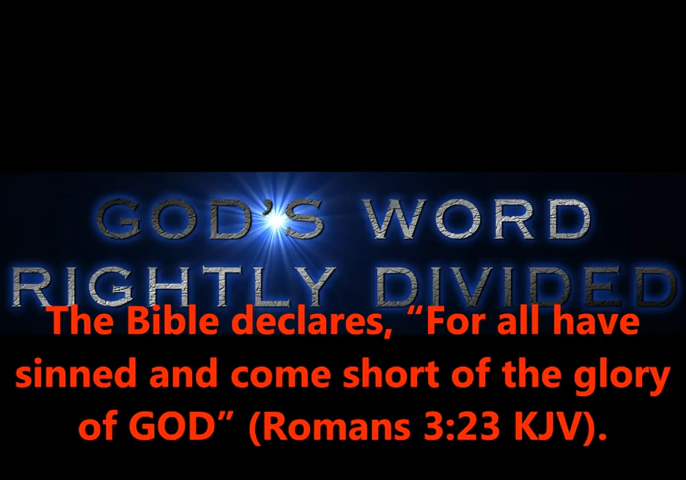 GOD'S WORD
RIGHTLY DIVIDED
The Bible declares, “For all have
sinned and come short of the glory
of GOD” (Romans 3:23 KJV).